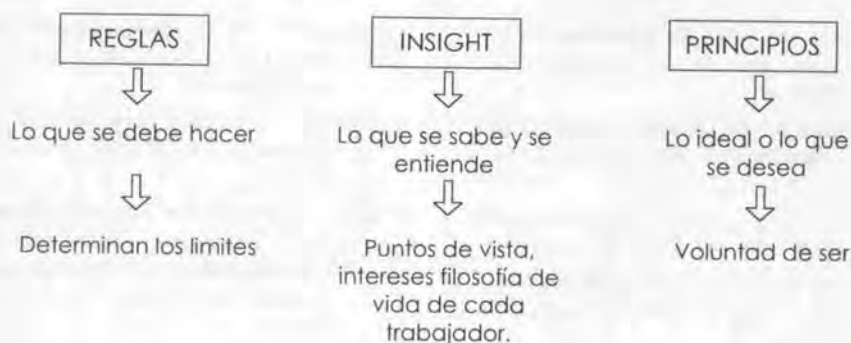 REGLAS
Lo que se debe hacer
Determinan los limites
INSIGHT
Lo que se sabe y se
entiende
Puntos de vista,
intereses filosofía de
vida de cada
trabajador.
PRINCIPIOS
Lo ideal o lo que
se desea
Voluntad de ser